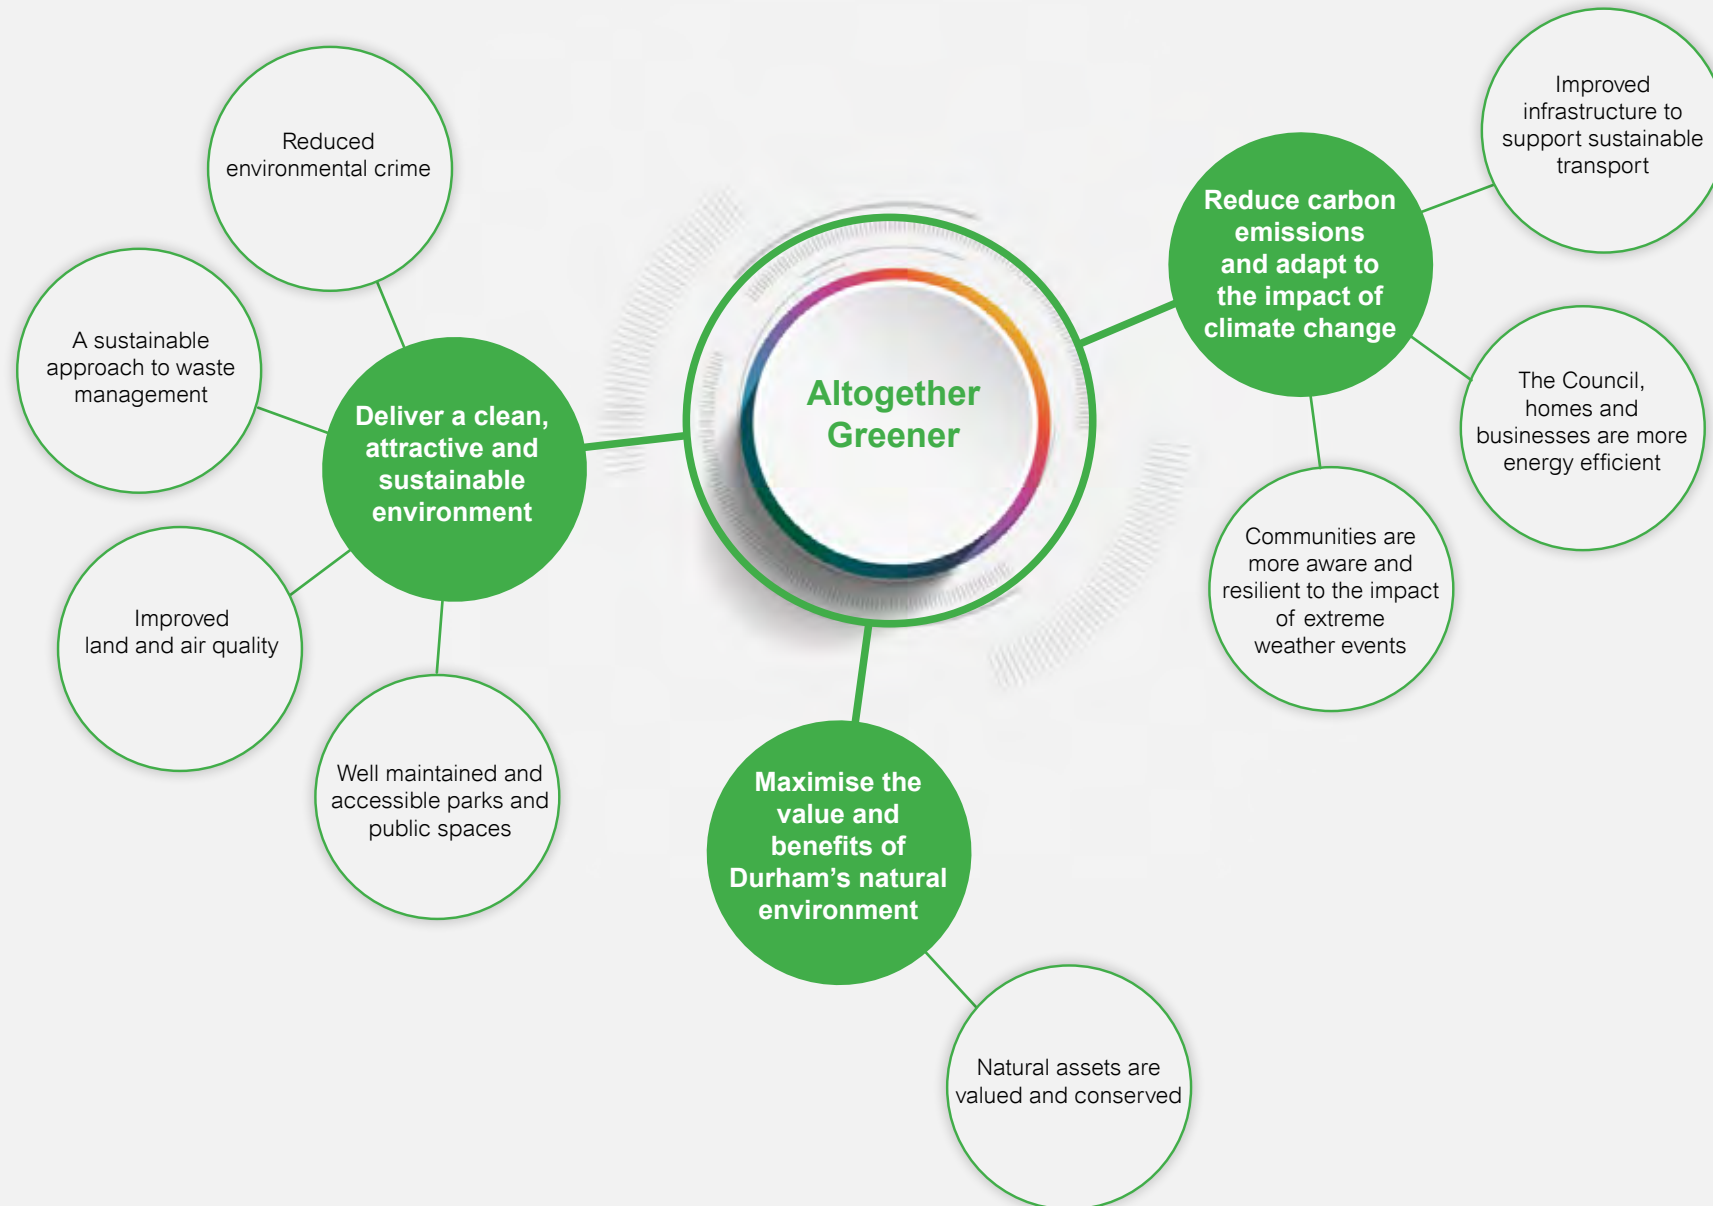 Reduced
environmental crime
A sustainable
approach to waste
management
Deliver a clean,
attractive and
sustainable
environment
Improved
land and air quality
Well maintained and
accessible parks and
public spaces
Altogether
Greener
Reduce carbon
emissions
and adapt to
the impact of
climate change
Improved
infrastructure to
support sustainable
transport
The Council,
homes and
businesses are more
energy efficient
Communities are
more aware and
resilient to the impact
of extreme
weather events
Maximise the
value and
benefits of
Durham’s natural
environment
Natural assets are
valued and conserved